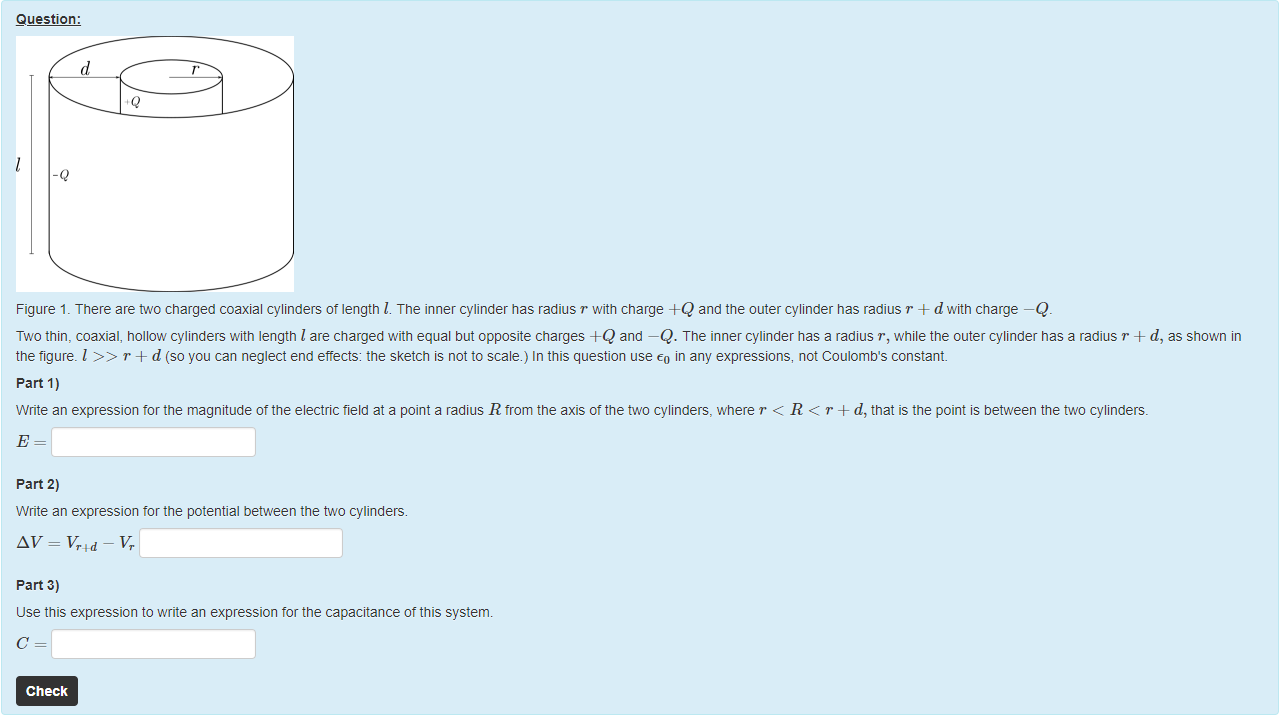 Question:
d
r
+Q
l
-Q
Figure 1. There are two charged coaxial cylinders of length l. The inner cylinder has radius r with charge +Q and the outer cylinder has radius r + d with charge −Q.
Two thin, coaxial, hollow cylinders with length l are charged with equal but opposite charges +Q and −Q. The inner cylinder has a radius r, while the outer cylinder has a radius r + d, as shown in
the figure. l >> r + d (so you can neglect end effects: the sketch is not to scale.) In this question use ϵ₀ in any expressions, not Coulomb's constant.
Part 1)
Write an expression for the magnitude of the electric field at a point a radius R from the axis of the two cylinders, where r < R < r + d, that is the point is between the two cylinders.
E =
Part 2)
Write an expression for the potential between the two cylinders.
ΔV = Vᵣ₊d − Vᵣ
Part 3)
Use this expression to write an expression for the capacitance of this system.
C =
Check